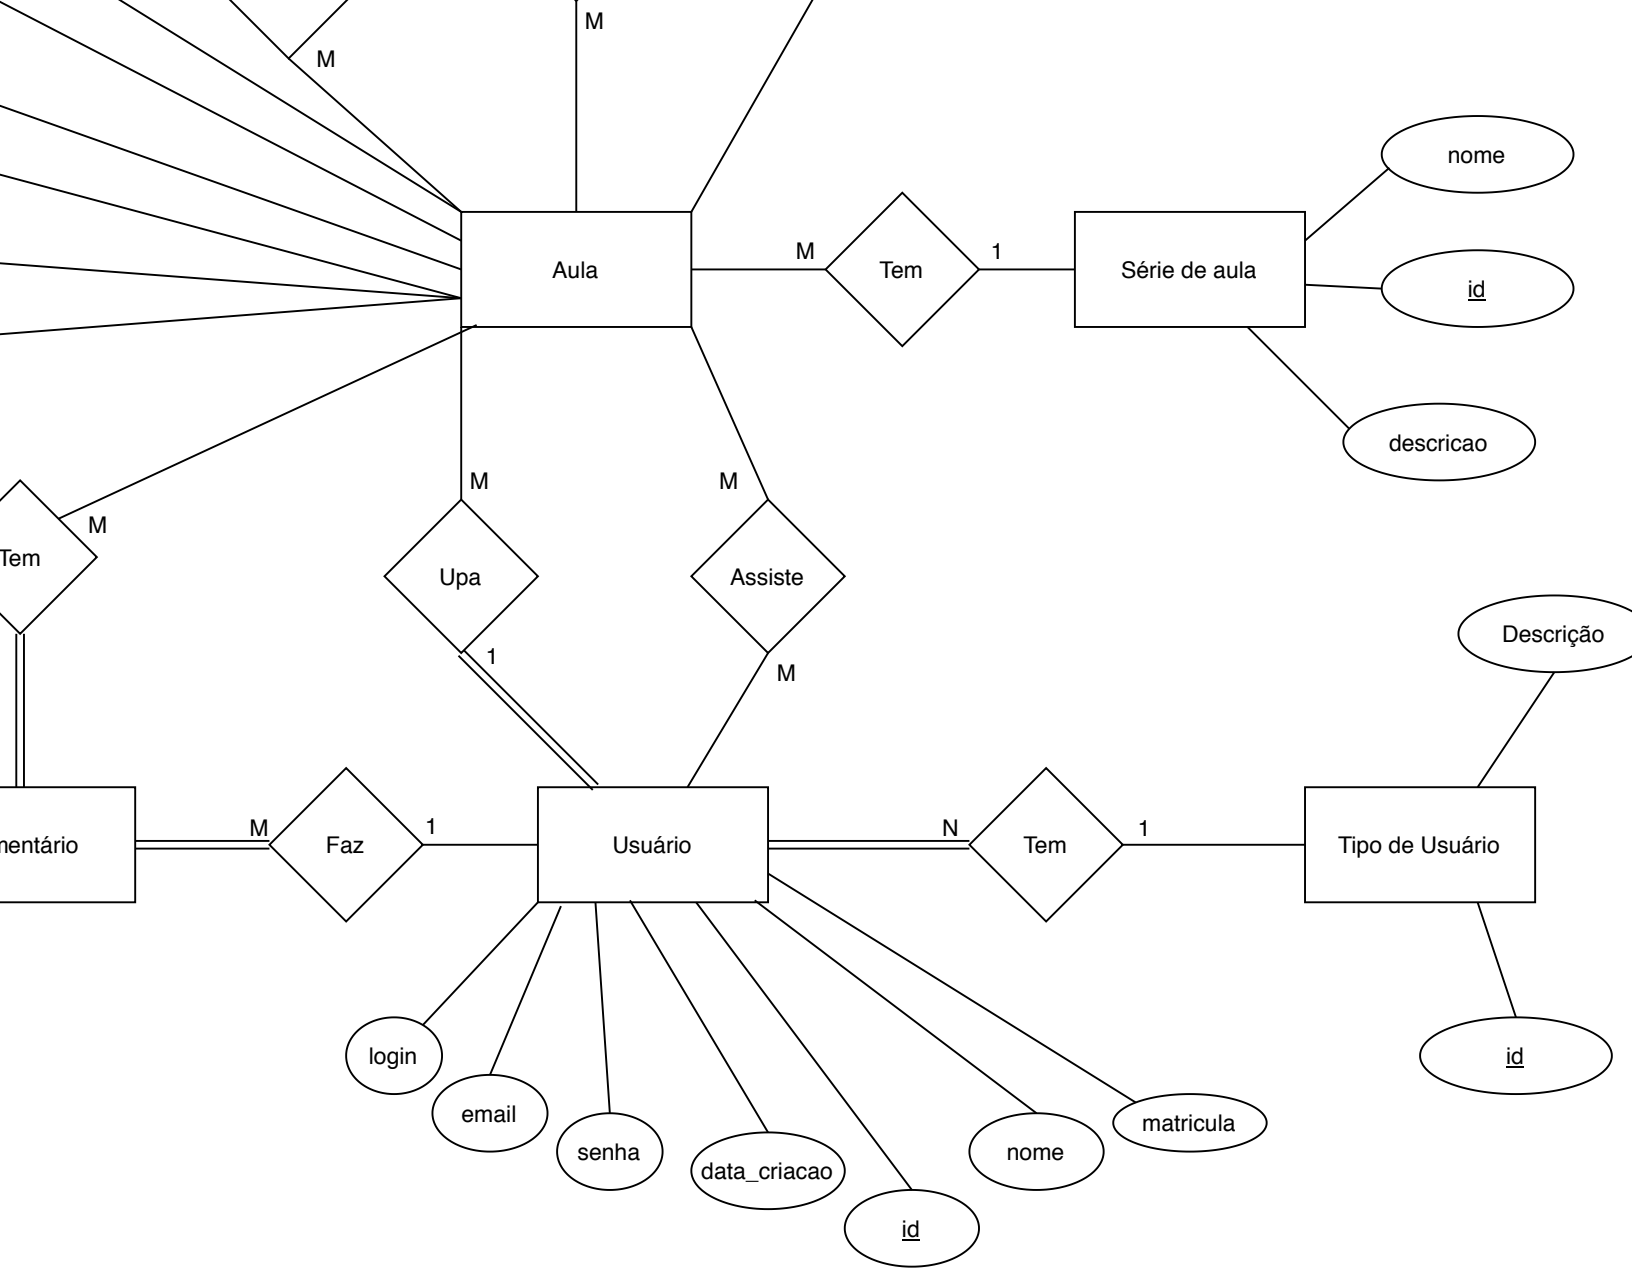 M
M
nome
M
1
Aula
Tem
Série de aula
id
descricao
M
M
M
Tem
Upa
Assiste
1
M
Descrição
M
1
N
1
mentário
Faz
Usuário
Tem
Tipo de Usuário
login
email
senha
data_criacao
id
nome
matricula
id